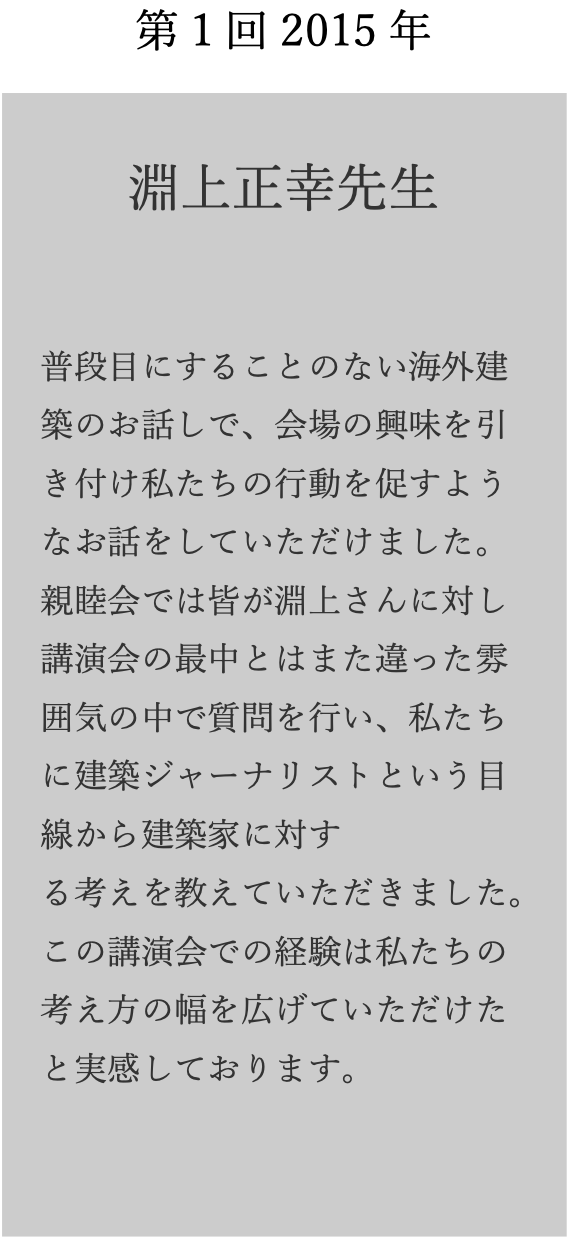 第1回 2015年
淵上正幸先生
普段目にすることのない海外建
築のお話しで、会場の興味を引
き付け私たちの行動を促すよう
なお話をしていただけました。
親睦会では皆が淵上さんに対し
講演会の最中とはまた違った雰
囲気の中で質問を行い、私たち
に建築ジャーナリストという目
線から建築家に対す
る考えを教えていただきました。
この講演会での経験は私たちの
考え方の幅を広げていただけた
と実感しております。